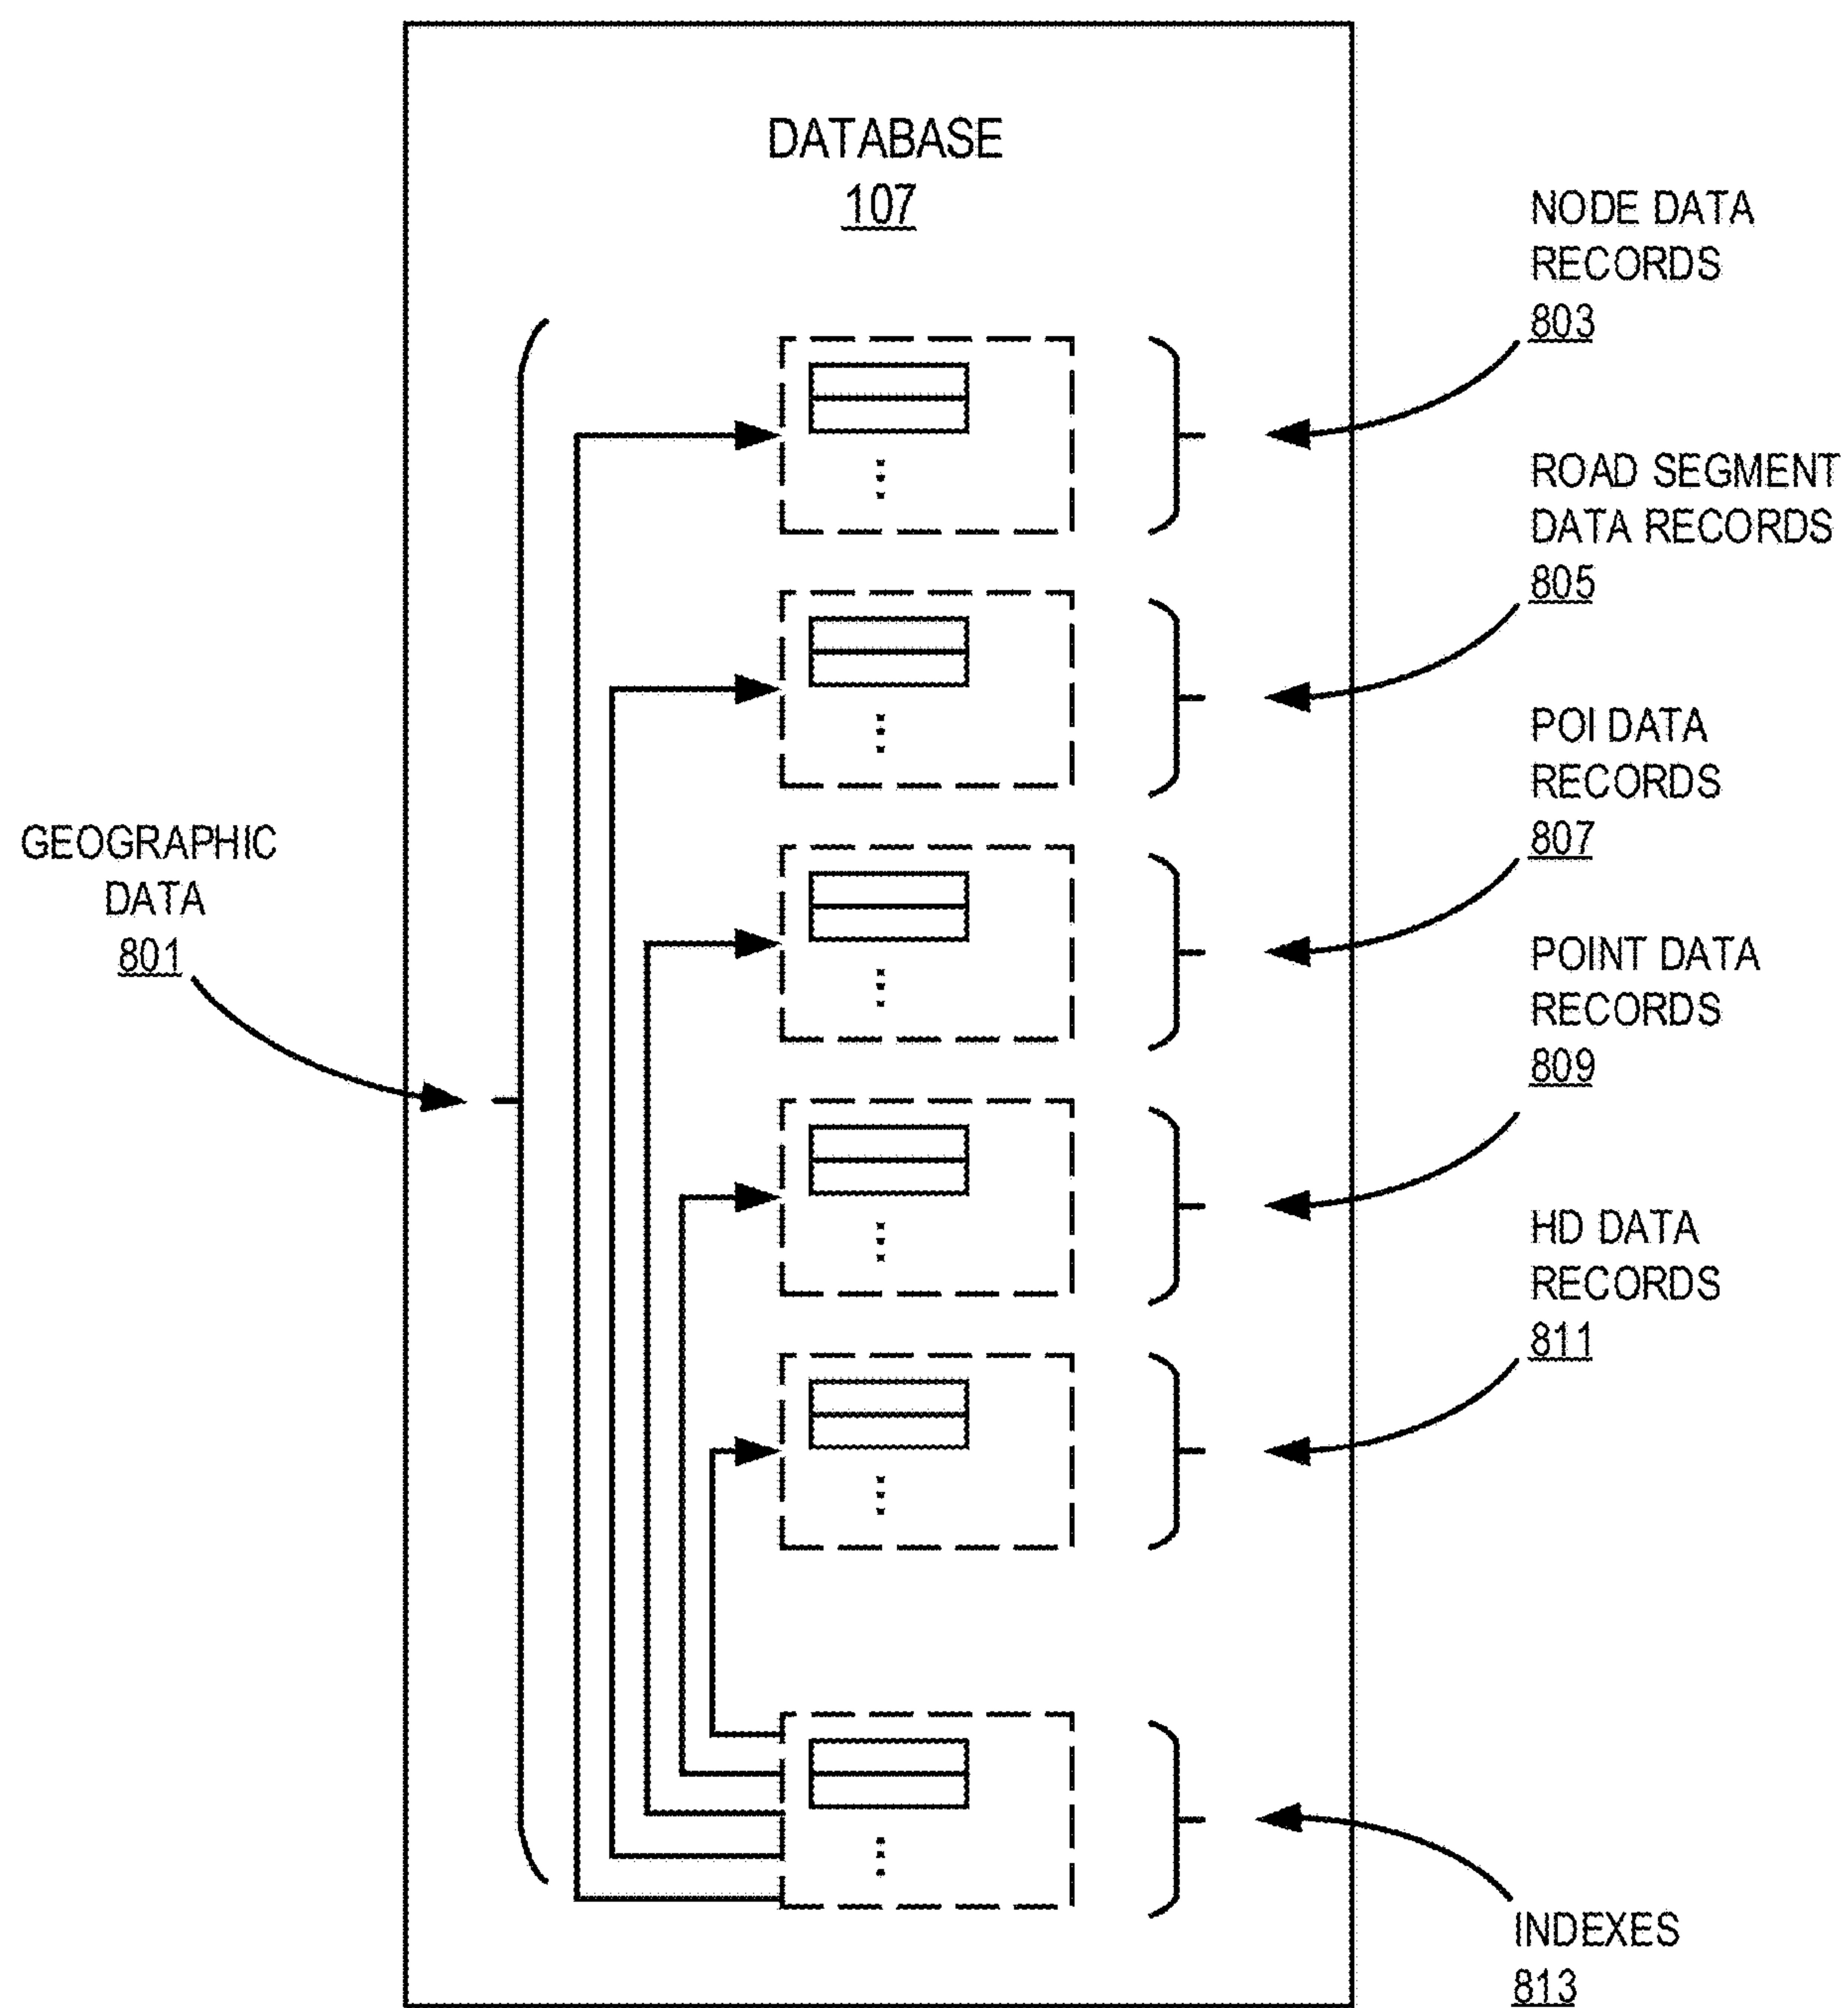 DATABASE
107
NODE DATA
RECORDS
803
ROAD SEGMENT
DATA RECORDS
805
POI DATA
RECORDS
807
GEOGRAPHIC
DATA
801
POINT DATA
RECORDS
809
HD DATA
RECORDS
811
INDEXES
813